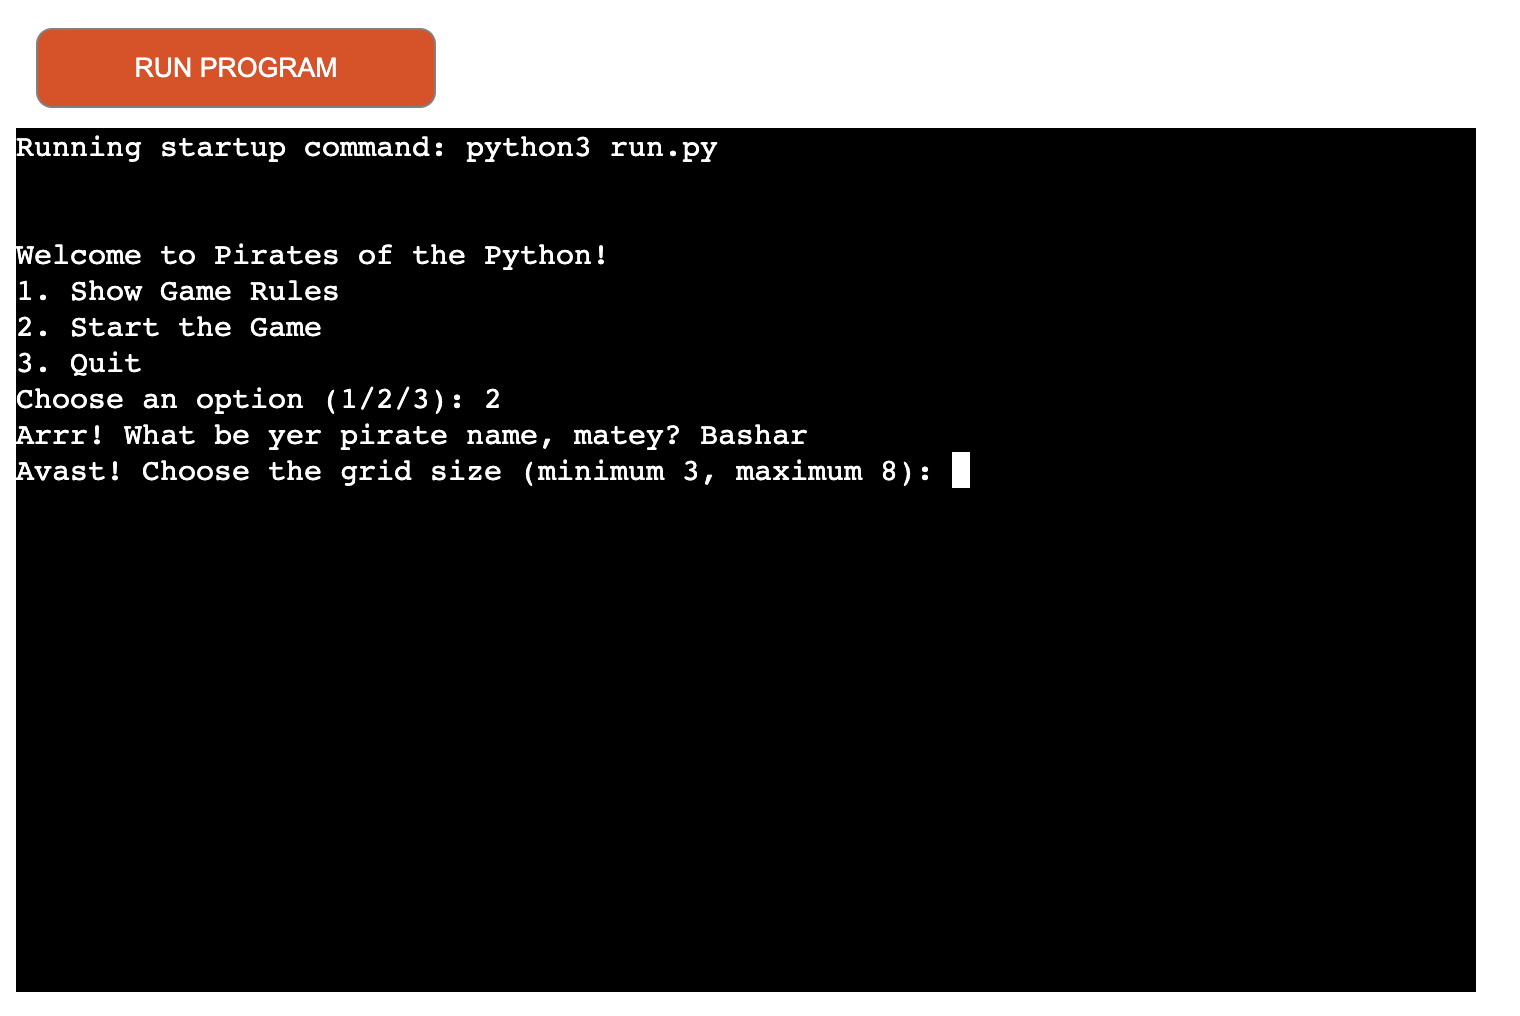 RUN PROGRAM
Running startup command: python3 run.py
Welcome to Pirates of the Python!
1. Show Game Rules
2. Start the Game
3. Quit
Choose an option (1/2/3): 2
Arrr! What be yer pirate name, matey? Bashar
Avast! Choose the grid size (minimum 3, maximum 8):